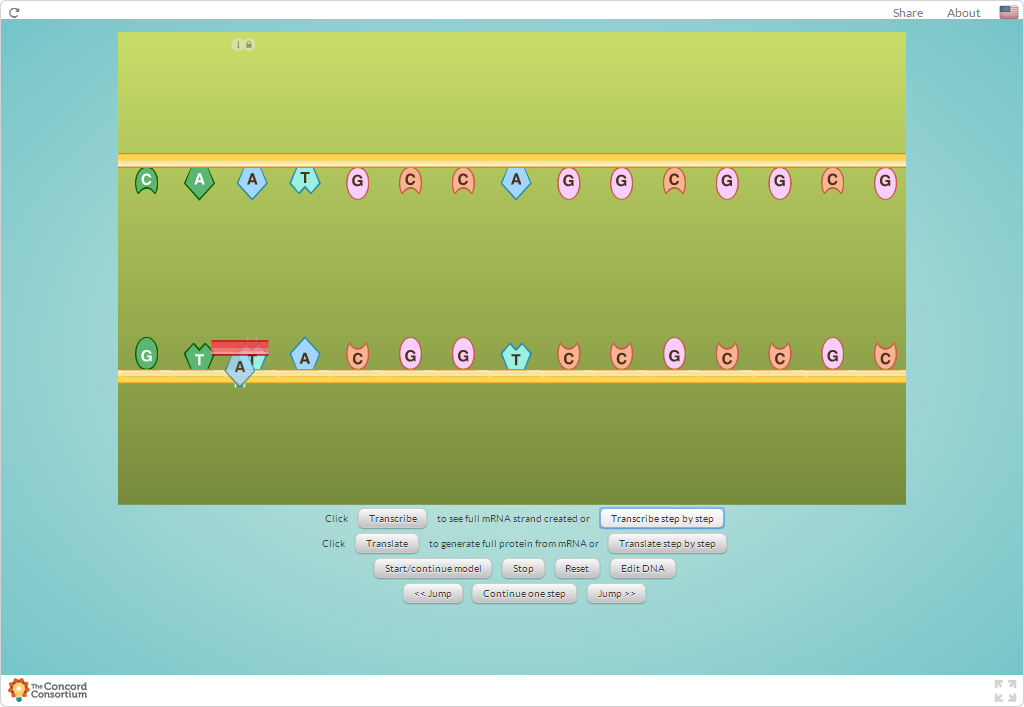 Share About
C A A T G C C A G G C G G C G
G T T A C G G T C C G C C G C
A
Click Transcribe to see full mRNA strand created or Transcribe step by step
Click Translate to generate full protein from mRNA or Translate step by step
Start/continue model Stop Reset Edit DNA
<< Jump Continue one step Jump >>
The Concord
Consortium